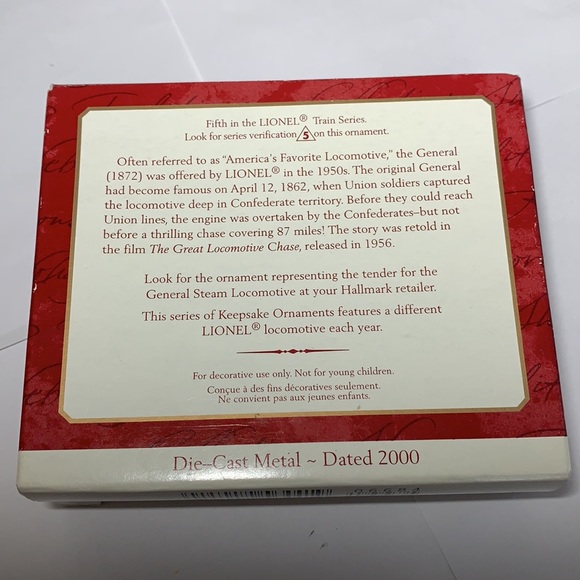 Fifth in the LIONEL® Train Series.
Look for series verification 5 on this ornament.
Often referred to as "America's Favorite Locomotive," the General
(1872) was offered by LIONEL® in the 1950s. The original General
had become famous on April 12, 1862, when Union soldiers captured
the locomotive deep in Confederate territory. Before they could reach
Union lines, the engine was overtaken by the Confederates–but not
before a thrilling chase covering 87 miles! The story was retold in
the film The Great Locomotive Chase, released in 1956.
Look for the ornament representing the tender for the
General Steam Locomotive at your Hallmark retailer.
This series of Keepsake Ornaments features a different
LIONEL® locomotive each year.
For decorative use only. Not for young children.
Conçue à des fins décoratives seulement.
Ne convient pas aux jeunes enfants.
Die–Cast Metal ~ Dated 2000